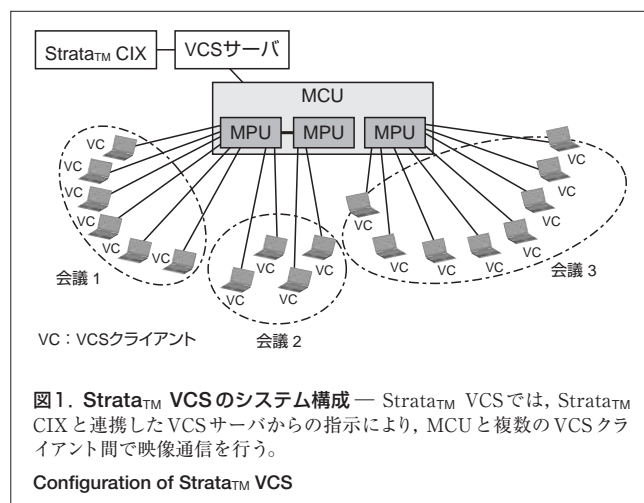 Strata™ CIX
VCSサーバ
MCU
MPU
MPU
MPU
VC
VC
VC
VC
VC
VC
会議 1
VC
VC
VC
VC
会議 2
VC
VC
VC
VC
VC
VC
VC
VC
会議 3
VC：VCSクライアント
図1．Strata™ VCSのシステム構成 — Strata™ VCSでは，Strata™
CIXと連携したVCSサーバからの指示により，MCUと複数のVCSクラ
イアント間で映像通信を行う。
Configuration of Strata™ VCS